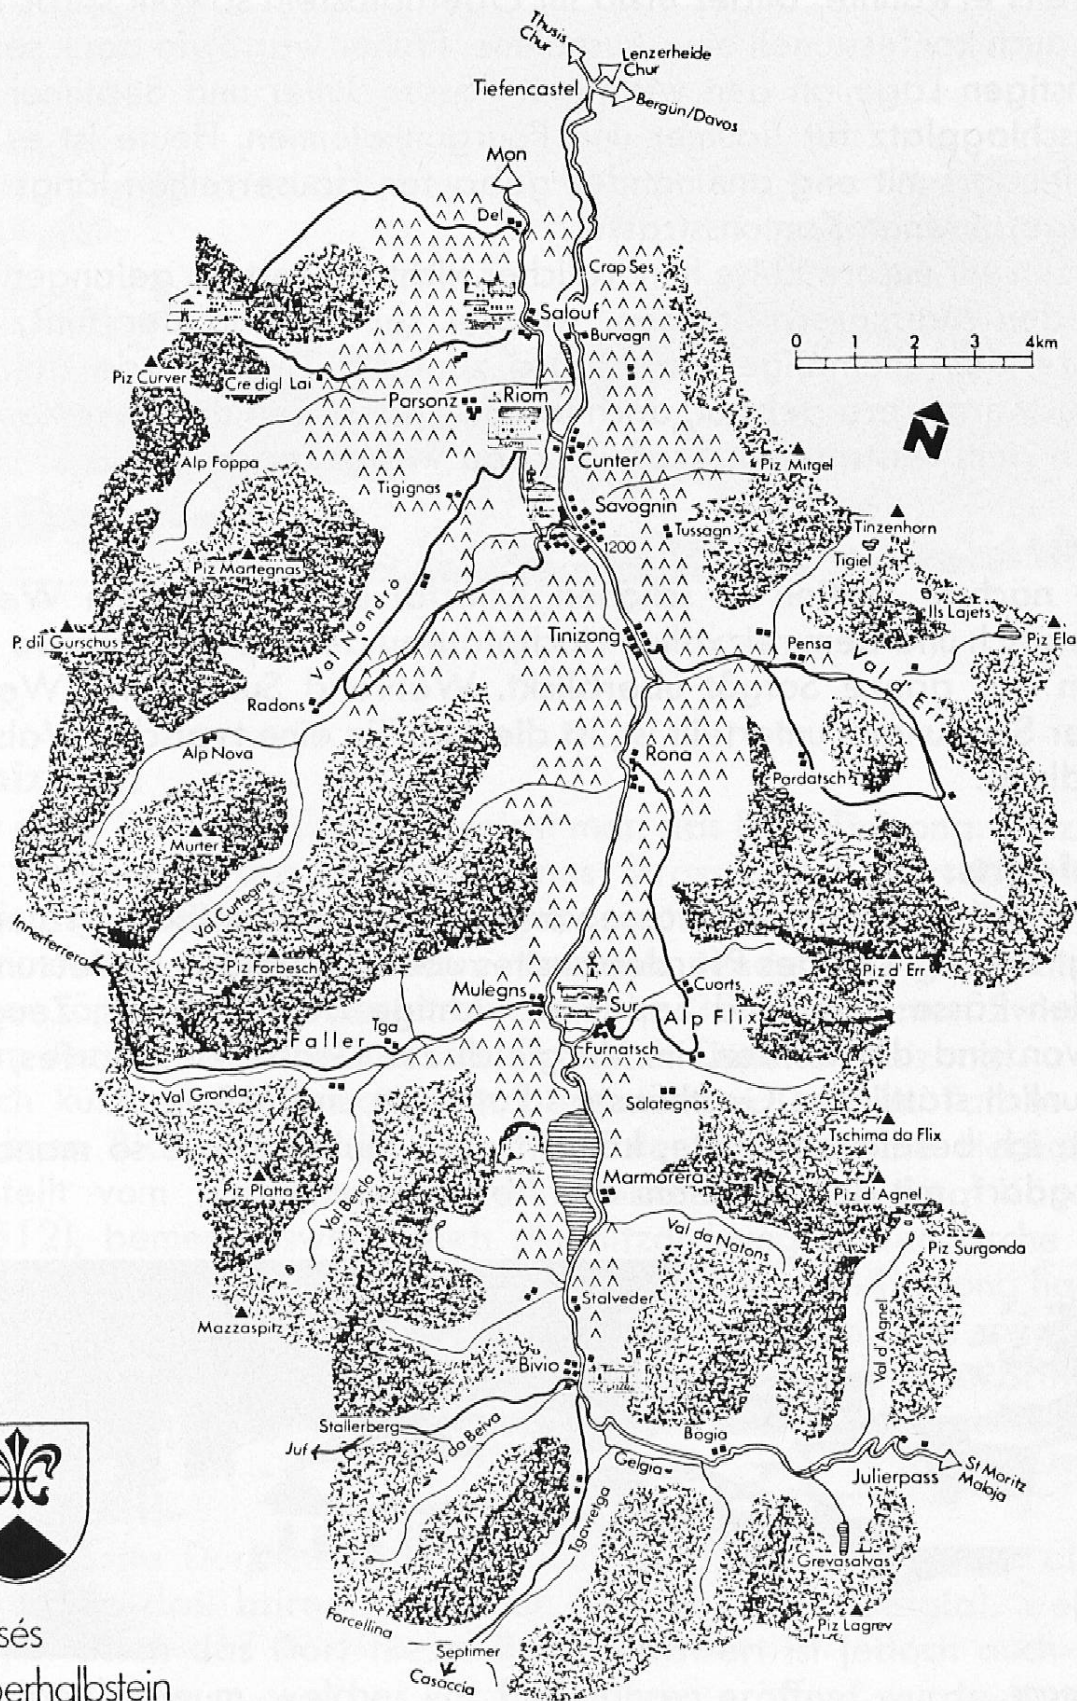 Thusis
Chur
Lenzerheide
Chur
Tiefencastel
Bergün/Davos
Mon
Del
Crap Ses
Salouf
Burvagn
0 1 2 3 4km
Piz Curver
Cre digl Lai
Parsonz
Riom
N
Cunter
Piz Mitgel
Alp Foppa
Tigignas
Savognin
Tussagn
Tinzenhorn
1200
Tigiel
Piz Martegnas
Ils Lajets
Val Nandró
Tinizong
Piz Ela
P. dil Gurschus
Pensa
Val d'Err
Radons
Alp Nova
Rona
Pardatsch
Murter
Val Curtegns
Innerferrera
Piz Forbesch
Piz d'Err
Mulegns
Cuorts
Sur
Alp Flix
Tga
Faller
Furnatsch
Val Gronda
Salategnas
Tschima da Flix
Marmorera
Piz Platta
Piz d'Agnel
Val Bercla
Val da Natons
Piz Surgonda
Stalveder
Mazzaspitz
Val d'Agnel
Bivio
Stallerberg
Juf
V. da Beiva
Bögia
Gelgia
Julierpass
St Moritz
Maloja
Tgavretga
Grevasalvas
Forcellina
Piz Lagrev
Septimer
Casaccia
sés
berhalbstein